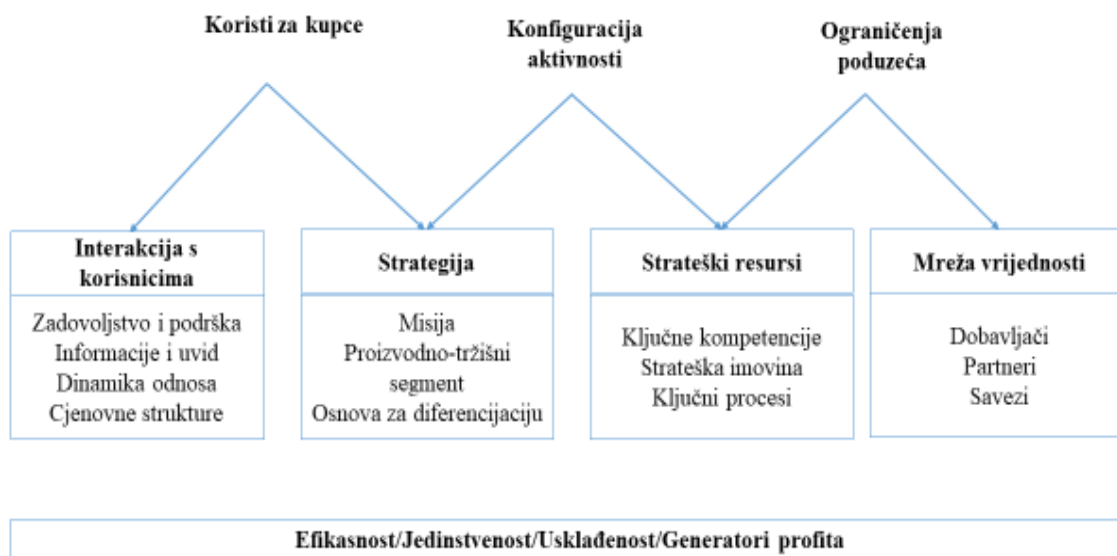 Koristi za kupce
Konfiguracija
aktivnosti
Ograničenja
poduzeća
Interakcija s
korisnicima
Zadovoljstvo i podrška
Informacije i uvid
Dinamika odnosa
Cjenovne strukture
Strategija
Misija
Proizvodno-tržišni
segment
Osnova za diferencijaciju
Strateški resursi
Ključne kompetencije
Strateška imovina
Ključni procesi
Mreža vrijednosti
Dobavljači
Partneri
Savezi
Efikasnost/Jedinstvenost/Usklađenost/Generatori profita